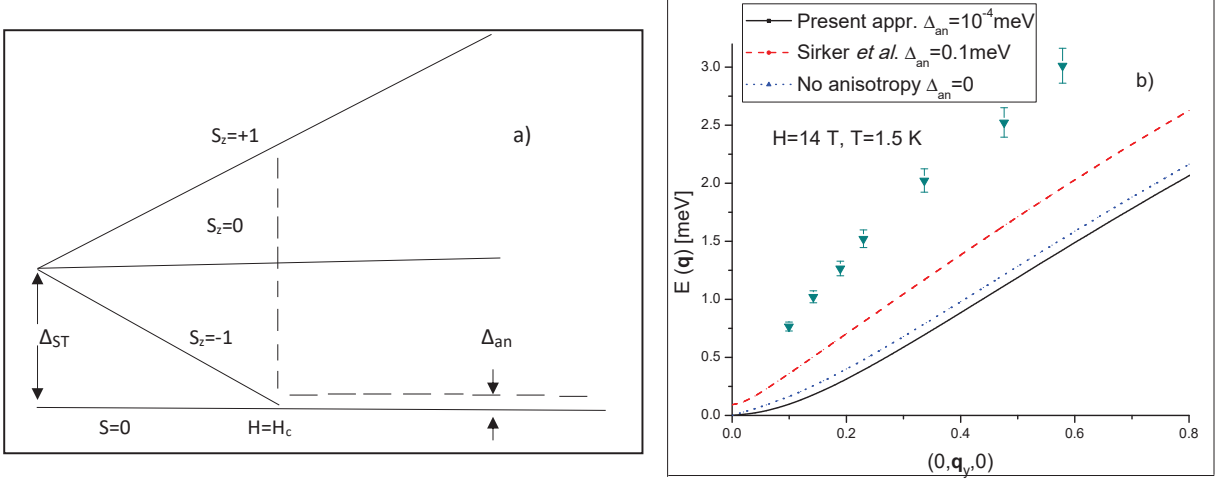 S_z=+1
a)
S_z=0
S_z=-1
Δ_ST
Δ_an
S=0
H=H_c
Present appr. Δ_an=10^-4 meV
Sirker et al. Δ_an=0.1meV
No anisotropy Δ_an=0
b)
H=14 T, T=1.5 K
E (q) [meV]
3.0
2.5
2.0
1.5
1.0
0.5
0.0
0.0 0.2 0.4 0.6 0.8
(0,q_y,0)